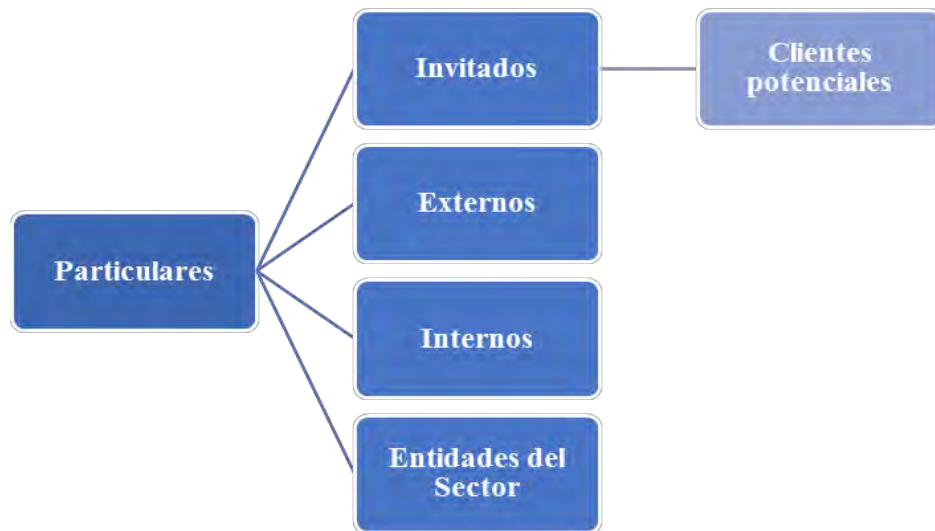 Particulares
Invitados
Clientes
potenciales
Externos
Internos
Entidades del
Sector